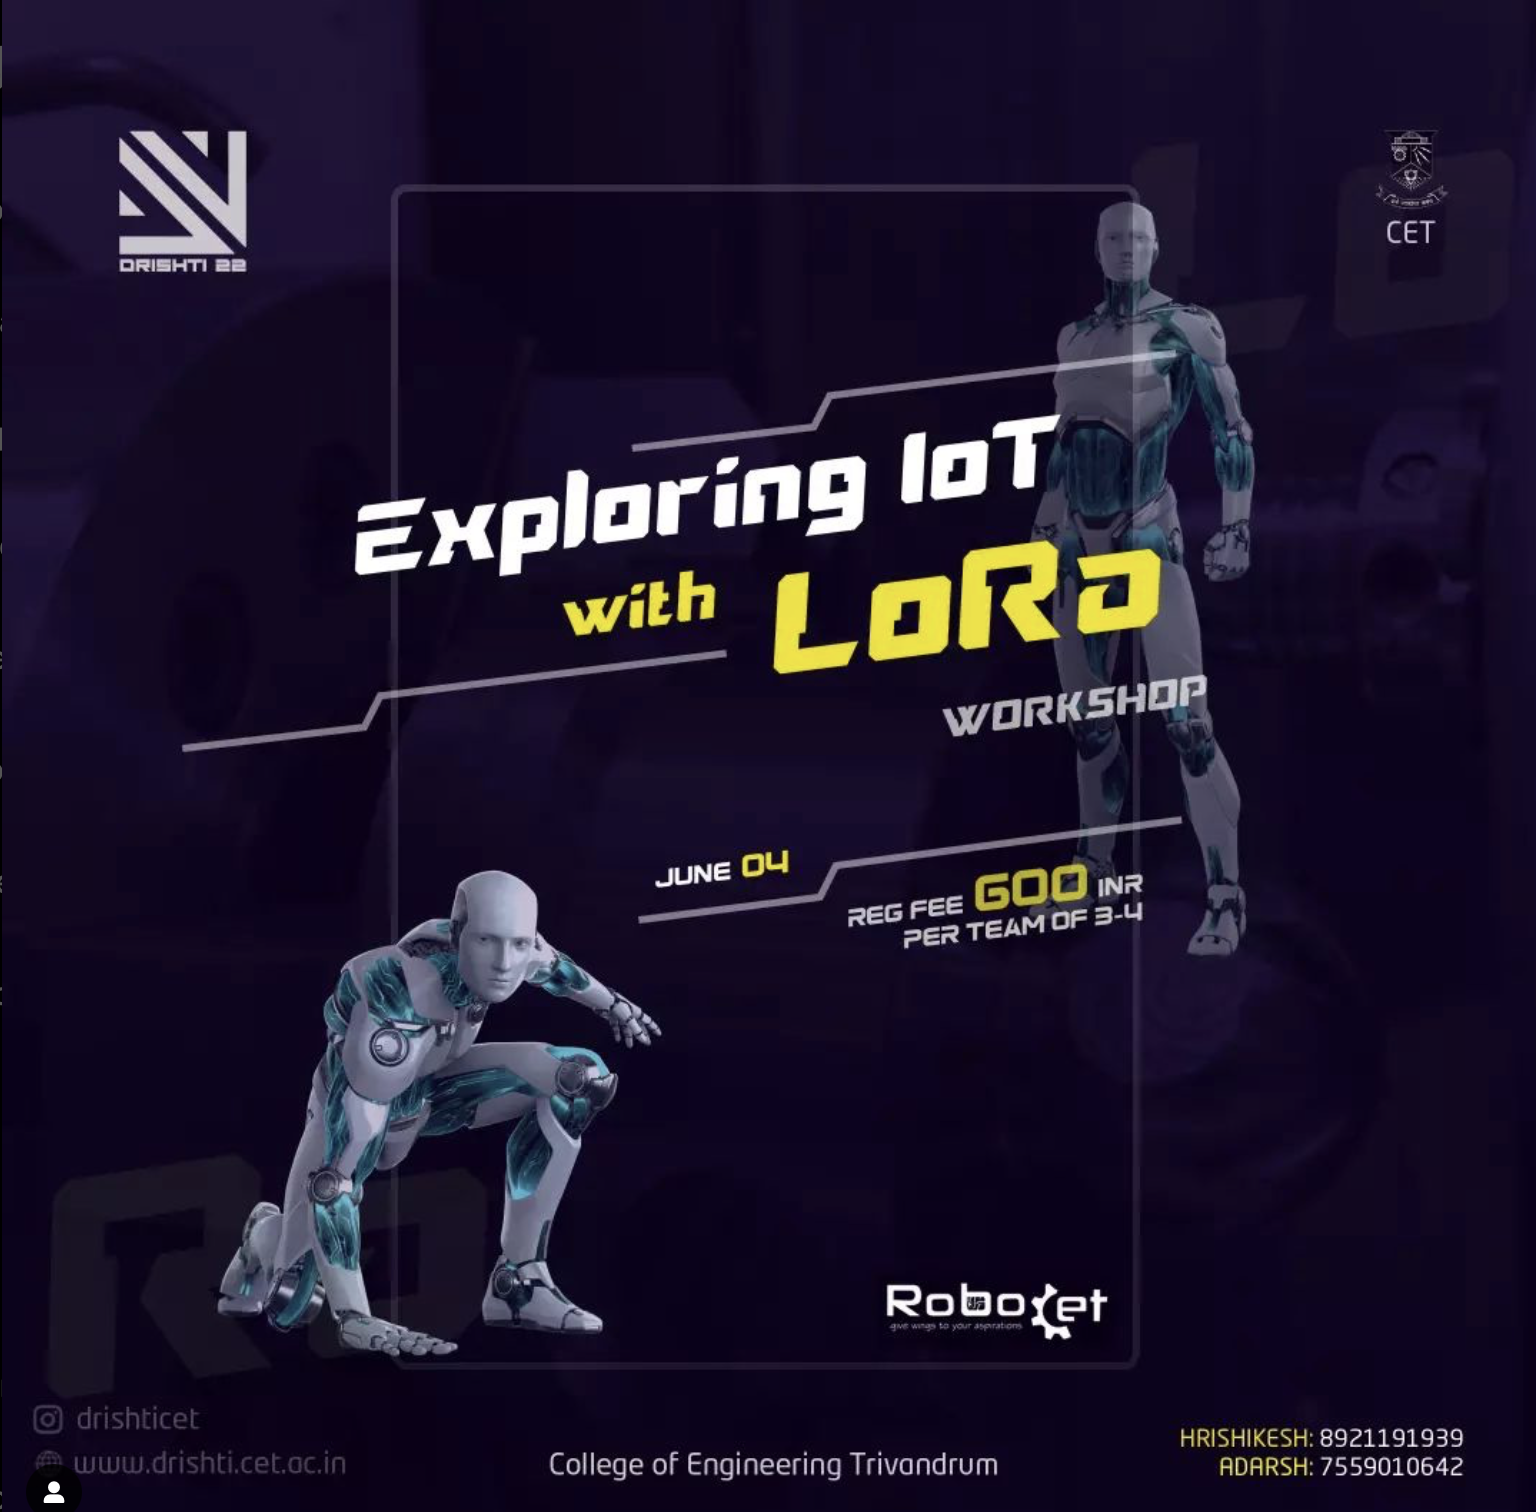 DRISHTI 22
CET
Exploring IoT
with LoRa
WORKSHOP
JUNE 04
REG FEE 600 INR
PER TEAM OF 3-4
Robocet
give wings to your aspirations
drishticet
www.drishti.cet.ac.in
College of Engineering Trivandrum
HRISHIKESH: 8921191939
ADARSH: 7559010642
Lo
Ra